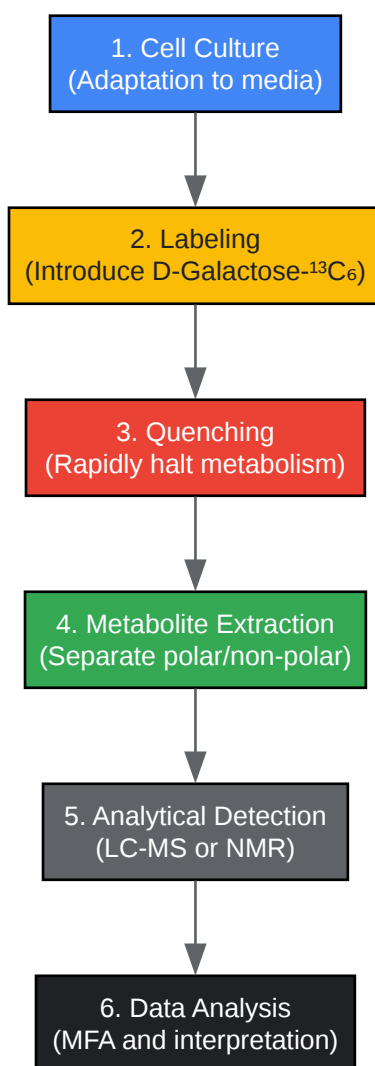 1. Cell Culture
(Adaptation to media)
2. Labeling
(Introduce D-Galactose-¹³C₆)
3. Quenching
(Rapidly halt metabolism)
4. Metabolite Extraction
(Separate polar/non-polar)
5. Analytical Detection
(LC-MS or NMR)
6. Data Analysis
(MFA and interpretation)